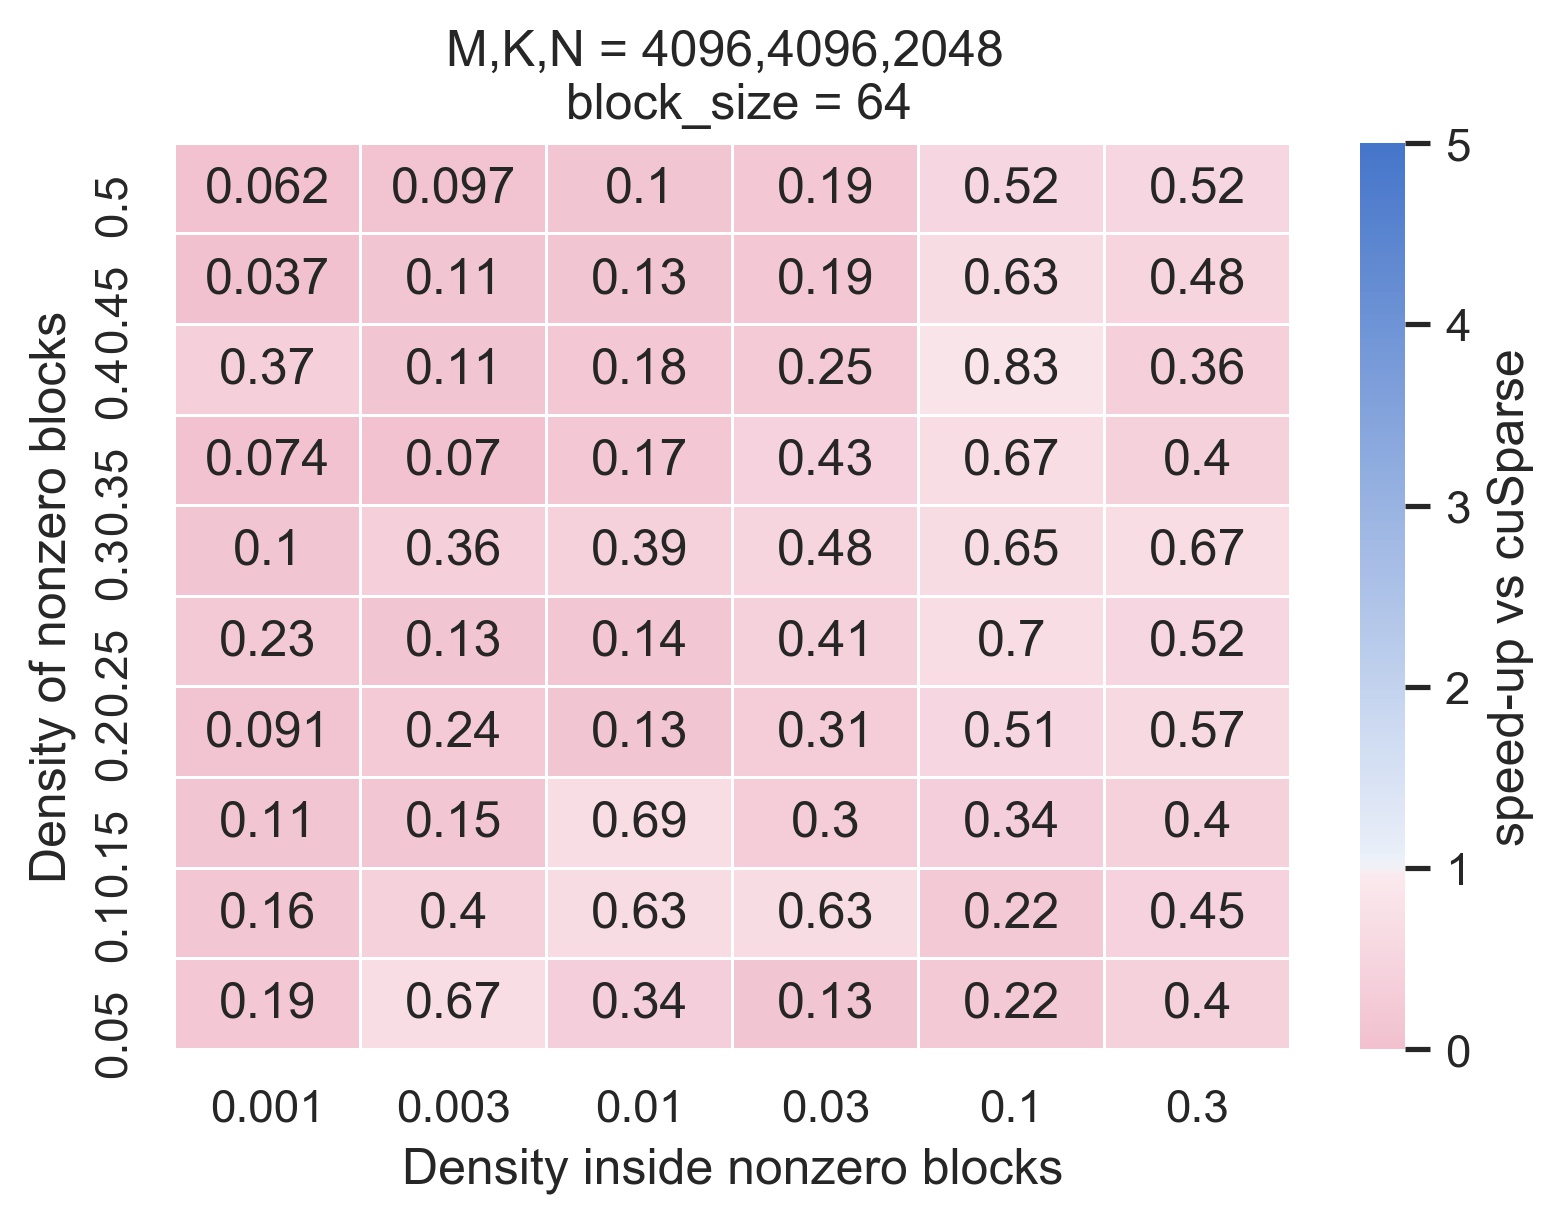 M,K,N = 4096,4096,2048
block_size = 64
Density of nonzero blocks
0.5 0.062 0.097 0.1 0.19 0.52 0.52
0.45 0.037 0.11 0.13 0.19 0.63 0.48
0.4 0.37 0.11 0.18 0.25 0.83 0.36
0.35 0.074 0.07 0.17 0.43 0.67 0.4
0.3 0.1 0.36 0.39 0.48 0.65 0.67
0.25 0.23 0.13 0.14 0.41 0.7 0.52
0.2 0.091 0.24 0.13 0.31 0.51 0.57
0.15 0.11 0.15 0.69 0.3 0.34 0.4
0.1 0.16 0.4 0.63 0.63 0.22 0.45
0.05 0.19 0.67 0.34 0.13 0.22 0.4
0.001 0.003 0.01 0.03 0.1 0.3
Density inside nonzero blocks
5
4
3
2
1
0
speed-up vs cuSparse